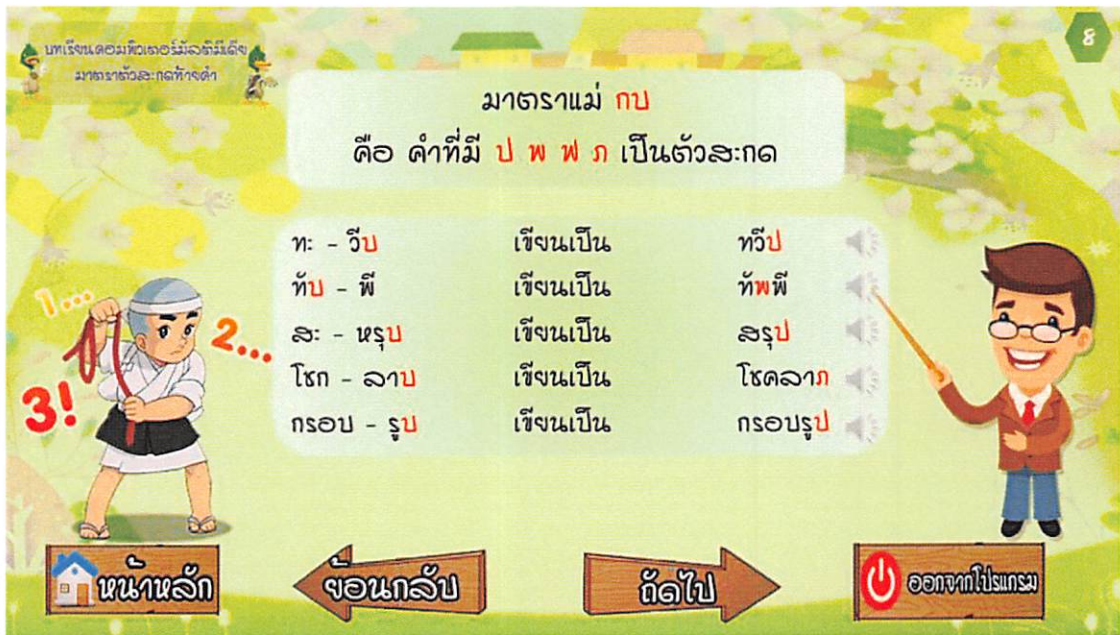 บทเรียนคอมพิวเตอร์มัลติมีเดีย
มาตราตัวสะกดท้ายคำ
8
มาตราแม่ กบ
คือ คำที่มี ป พ ฟ ภ เป็นตัวสะกด
ทะ - วีบ เขียนเป็น ทวีป
ทับ - พี เขียนเป็น ทัพพี
สะ - หรุบ เขียนเป็น สรุป
โชก - ลาบ เขียนเป็น โชคลาภ
กรอบ - รูบ เขียนเป็น กรอบรูป
1...
2...
3!
หน้าหลัก
ย้อนกลับ
ถัดไป
ออกจากโปรแกรม